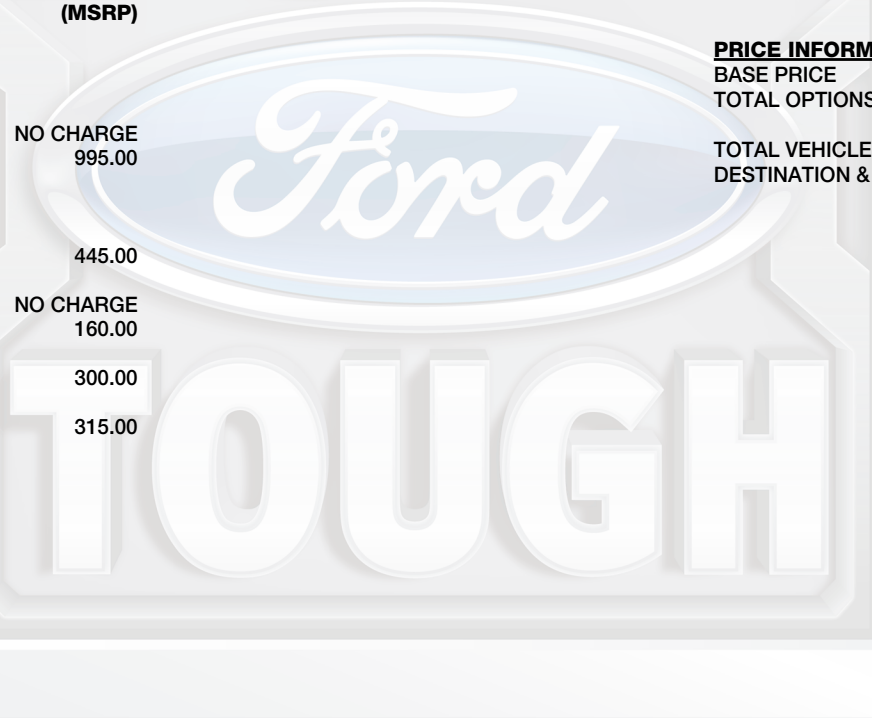 (MSRP)
NO CHARGE
995.00
445.00
NO CHARGE
160.00
300.00
315.00
PRICE INFORM
BASE PRICE
TOTAL OPTIONS
TOTAL VEHICLE
DESTINATION &
Ford
TOUGH